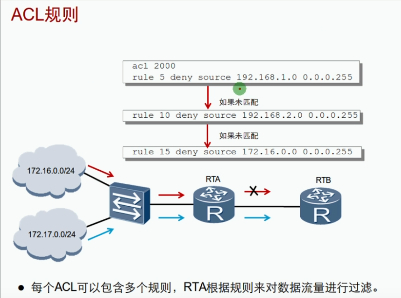 ACL规则
acl 2000
rule 5 deny source 192.168.1.0 0.0.0.255
如果未匹配
rule 10 deny source 192.168.2.0 0.0.0.255
如果未匹配
rule 15 deny source 172.16.0.0 0.0.0.255
172.16.0.0/24
RTA
RTB
X
R
R
172.17.0.0/24
每个ACL可以包含多个规则，RTA根据规则来对数据流量进行过滤。